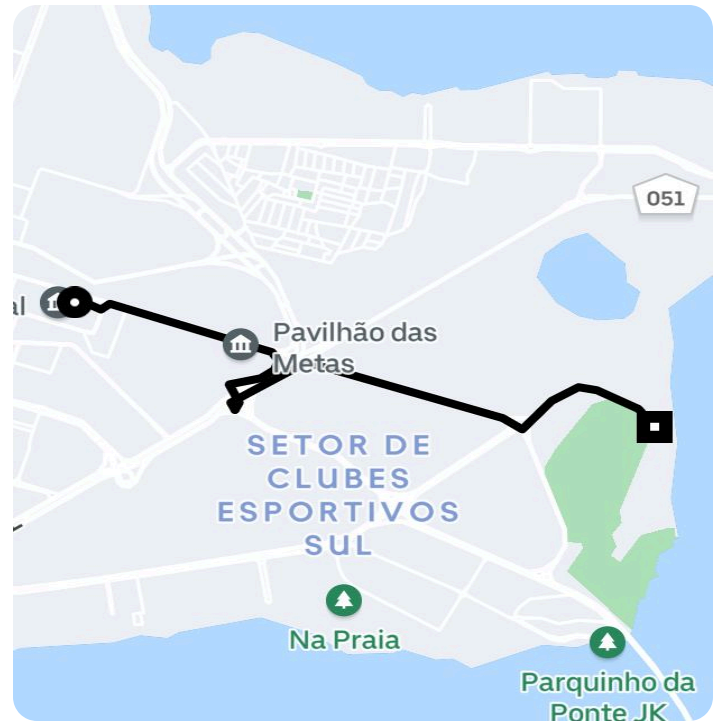 051
al
Pavilhão das
Metas
SETOR DE
CLUBES
ESPORTIVOS
SUL
Na Praia
Parquinho da
Ponte JK